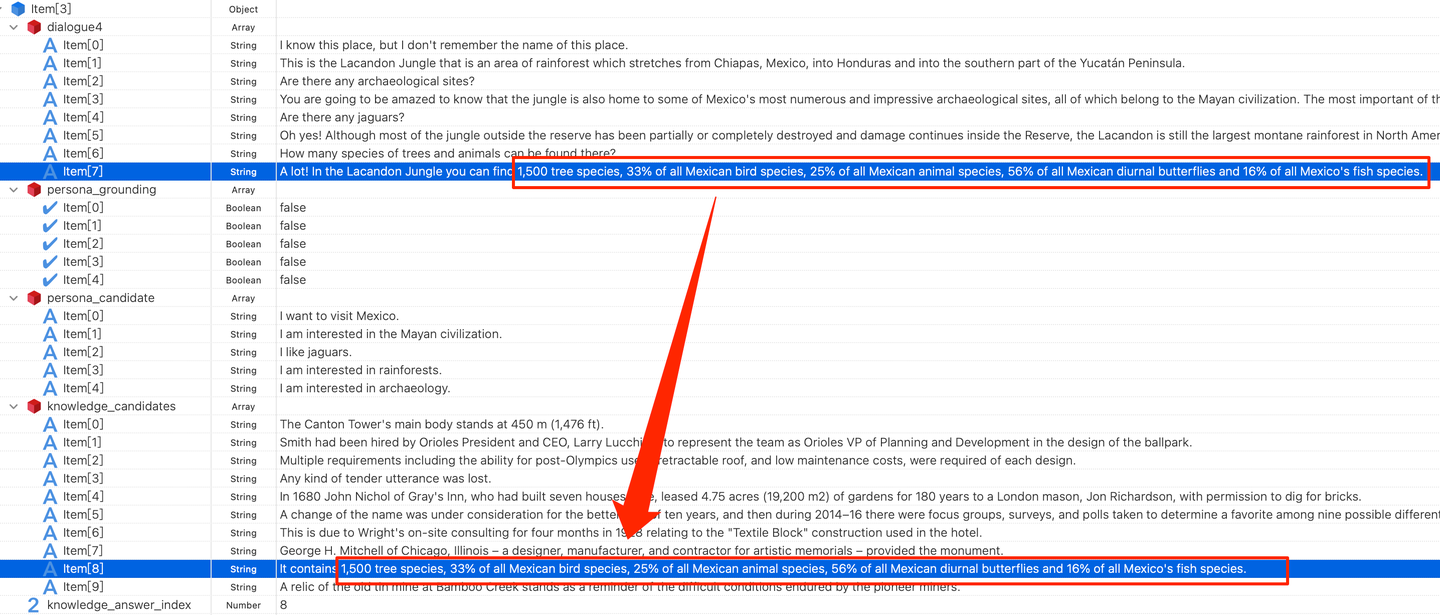 Item[3] Object
dialogue4 Array
Item[0] String I know this place, but I don't remember the name of this place.
Item[1] String This is the Lacandon Jungle that is an area of rainforest which stretches from Chiapas, Mexico, into Honduras and into the southern part of the Yucatán Peninsula.
Item[2] String Are there any archaeological sites?
Item[3] String You are going to be amazed to know that the jungle is also home to some of Mexico's most numerous and impressive archaeological sites, all of which belong to the Mayan civilization. The most important of
Item[4] String Are there any jaguars?
Item[5] String Oh yes! Although most of the jungle outside the reserve has been partially or completely destroyed and damage continues inside the Reserve, the Lacandon is still the largest montane rainforest in North
Item[6] String How many species of trees and animals can be found there?
Item[7] String A lot! In the Lacandon Jungle you can find 1,500 tree species, 33% of all Mexican bird species, 25% of all Mexican animal species, 56% of all Mexican diurnal butterflies and 16% of all Mexico's fish species.
persona_grounding Array
Item[0] Boolean false
Item[1] Boolean false
Item[2] Boolean false
Item[3] Boolean false
Item[4] Boolean false
persona_candidate Array
Item[0] String I want to visit Mexico.
Item[1] String I am interested in the Mayan civilization.
Item[2] String I like jaguars.
Item[3] String I am interested in rainforests.
Item[4] String I am interested in archaeology.
knowledge_candidates Array
Item[0] String The Canton Tower's main body stands at 450 m (1,476 ft).
Item[1] String Smith had been hired by Orioles President and CEO, Larry Lucchi to represent the team as Orioles VP of Planning and Development in the design of the ballpark.
Item[2] String Multiple requirements including the ability for post-Olympics use retractable roof, and low maintenance costs, were required of each design.
Item[3] String Any kind of tender utterance was lost.
Item[4] String In 1680 John Nichol of Gray's Inn, who had built seven houses leased 4.75 acres (19,200 m2) of gardens for 180 years to a London mason, Jon Richardson, with permission to dig for bricks.
Item[5] String A change of the name was under consideration for the better of ten years, and then during 2014–16 there were focus groups, surveys, and polls taken to determine a favorite among nine possible
Item[6] String This is due to Wright's on-site consulting for four months in relating to the "Textile Block" construction used in the hotel.
Item[7] String George H. Mitchell of Chicago, Illinois – a designer, manufacturer, and contractor for artistic memorials – provided the monument.
Item[8] String It contains 1,500 tree species, 33% of all Mexican bird species, 25% of all Mexican animal species, 56% of all Mexican diurnal butterflies and 16% of all Mexico's fish species.
Item[9] String A relic of the old tin mine at Bamboo Creek stands as a reminder of the difficult conditions endured by the pioneer miners.
2 knowledge_answer_index Number 8